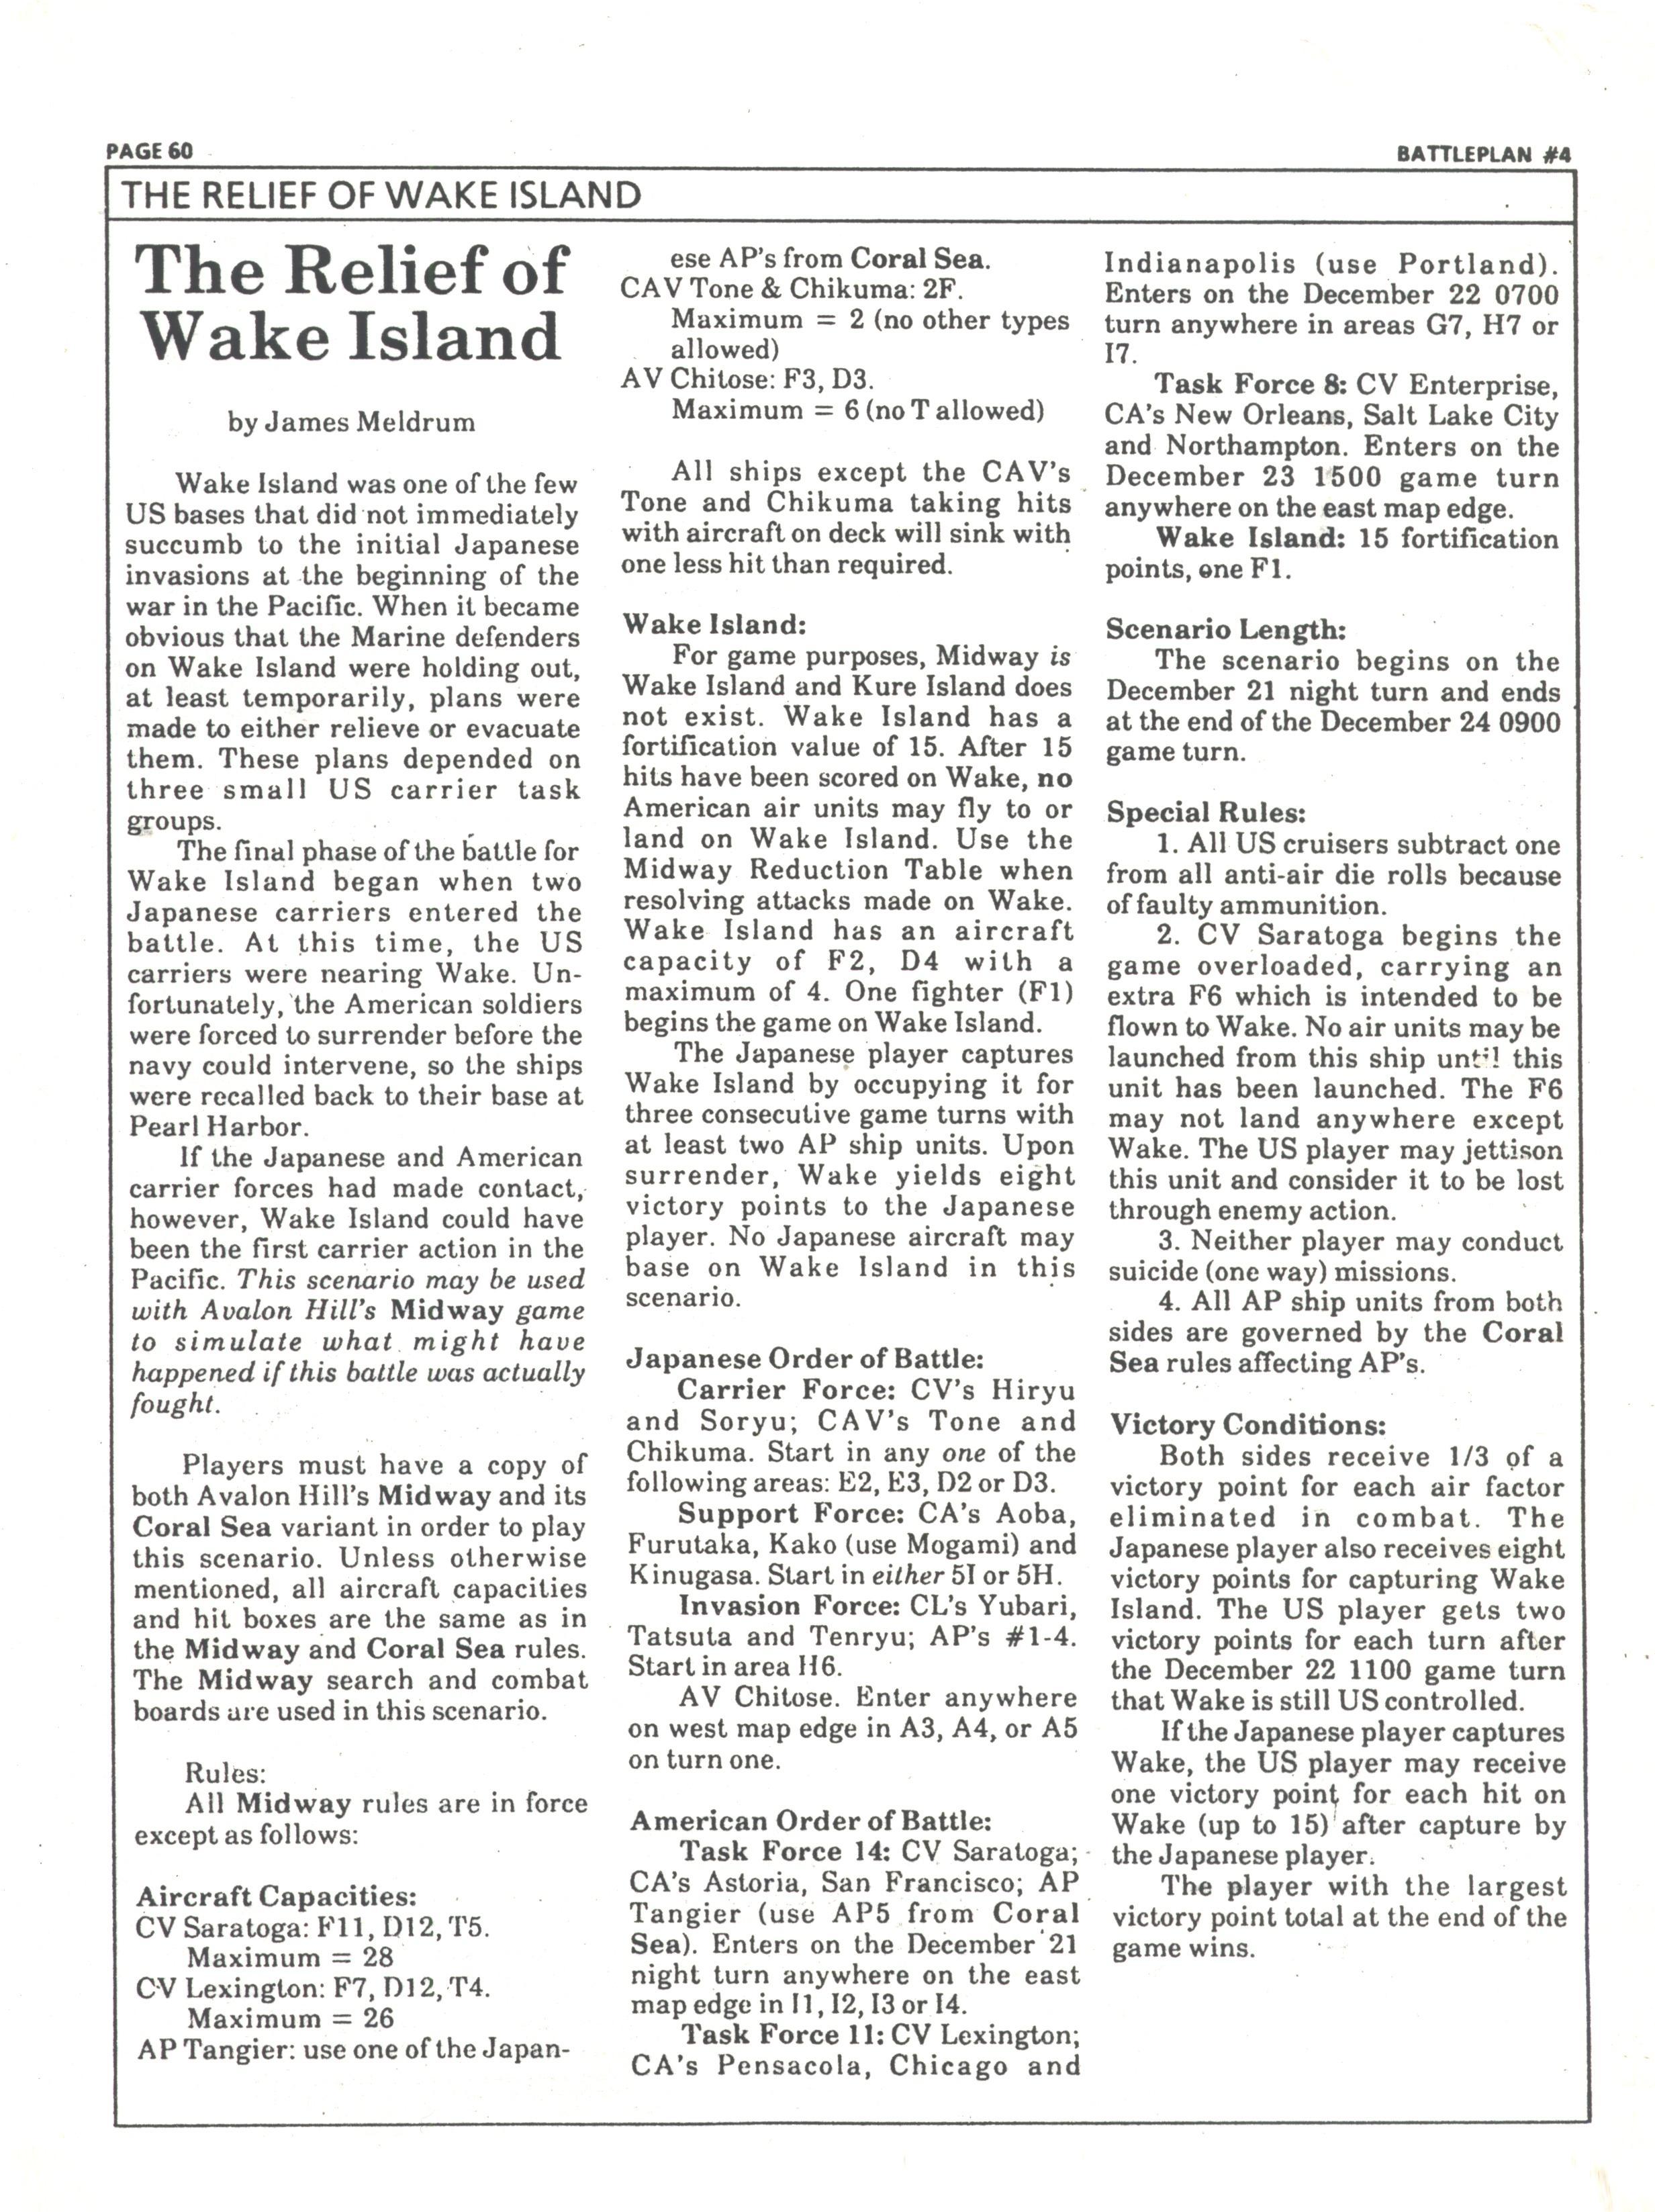 PAGE 60
BATTLEPLAN #4
THE RELIEF OF WAKE ISLAND
The Relief of
Wake Island
by James Meldrum
Wake Island was one of the few
US bases that did not immediately
succumb to the initial Japanese
invasions at the beginning of the
war in the Pacific. When it became
obvious that the Marine defenders
on Wake Island were holding out,
at least temporarily, plans were
made to either relieve or evacuate
them. These plans depended on
three small US carrier task
groups.
The final phase of the battle for
Wake Island began when two
Japanese carriers entered the
battle. At this time, the US
carriers were nearing Wake. Un-
fortunately, the American soldiers
were forced to surrender before the
navy could intervene, so the ships
were recalled back to their base at
Pearl Harbor.
If the Japanese and American
carrier forces had made contact,
however, Wake Island could have
been the first carrier action in the
Pacific. This scenario may be used
with Avalon Hill's Midway game
to simulate what might have
happened if this battle was actually
fought.
Players must have a copy of
both Avalon Hill's Midway and its
Coral Sea variant in order to play
this scenario. Unless otherwise
mentioned, all aircraft capacities
and hit boxes are the same as in
the Midway and Coral Sea rules.
The Midway search and combat
boards are used in this scenario.
Rules:
All Midway rules are in force
except as follows:
Aircraft Capacities:
CV Saratoga: F11, D12, T5.
Maximum = 28
CV Lexington: F7, D12, T4.
Maximum = 26
AP Tangier: use one of the Japan-
ese AP's from Coral Sea.
CAV Tone & Chikuma: 2F.
Maximum = 2 (no other types
allowed)
AV Chitose: F3, D3.
Maximum = 6 (no T allowed)
All ships except the CAV's
Tone and Chikuma taking hits
with aircraft on deck will sink with
one less hit than required.
Wake Island:
For game purposes, Midway is
Wake Island and Kure Island does
not exist. Wake Island has a
fortification value of 15. After 15
hits have been scored on Wake, no
American air units may fly to or
land on Wake Island. Use the
Midway Reduction Table when
resolving attacks made on Wake.
Wake Island has an aircraft
capacity of F2, D4 with a
maximum of 4. One fighter (F1)
begins the game on Wake Island.
The Japanese player captures
Wake Island by occupying it for
three consecutive game turns with
at least two AP ship units. Upon
surrender, Wake yields eight
victory points to the Japanese
player. No Japanese aircraft may
base on Wake Island in this
scenario.
Japanese Order of Battle:
Carrier Force: CV's Hiryu
and Soryu; CAV's Tone and
Chikuma. Start in any one of the
following areas: E2, E3, D2 or D3.
Support Force: CA's Aoba,
Furutaka, Kako (use Mogami) and
Kinugasa. Start in either 5I or 5H.
Invasion Force: CL's Yubari,
Tatsuta and Tenryu; AP's #1-4.
Start in area H6.
AV Chitose. Enter anywhere
on west map edge in A3, A4, or A5
on turn one.
American Order of Battle:
Task Force 14: CV Saratoga;
CA's Astoria, San Francisco; AP
Tangier (use AP5 from Coral
Sea). Enters on the December 21
night turn anywhere on the east
map edge in I1, I2, I3 or I4.
Task Force 11: CV Lexington;
CA's Pensacola, Chicago and
Indianapolis (use Portland).
Enters on the December 22 0700
turn anywhere in areas G7, H7 or
I7.
Task Force 8: CV Enterprise,
CA's New Orleans, Salt Lake City
and Northampton. Enters on the
December 23 1500 game turn
anywhere on the east map edge.
Wake Island: 15 fortification
points, one F1.
Scenario Length:
The scenario begins on the
December 21 night turn and ends
at the end of the December 24 0900
game turn.
Special Rules:
1. All US cruisers subtract one
from all anti-air die rolls because
of faulty ammunition.
2. CV Saratoga begins the
game overloaded, carrying an
extra F6 which is intended to be
flown to Wake. No air units may be
launched from this ship until this
unit has been launched. The F6
may not land anywhere except
Wake. The US player may jettison
this unit and consider it to be lost
through enemy action.
3. Neither player may conduct
suicide (one way) missions.
4. All AP ship units from both
sides are governed by the Coral
Sea rules affecting AP's.
Victory Conditions:
Both sides receive 1/3 of a
victory point for each air factor
eliminated in combat. The
Japanese player also receives eight
victory points for capturing Wake
Island. The US player gets two
victory points for each turn after
the December 22 1100 game turn
that Wake is still US controlled.
If the Japanese player captures
Wake, the US player may receive
one victory point for each hit on
Wake (up to 15) after capture by
the Japanese player.
The player with the largest
victory point total at the end of the
game wins.